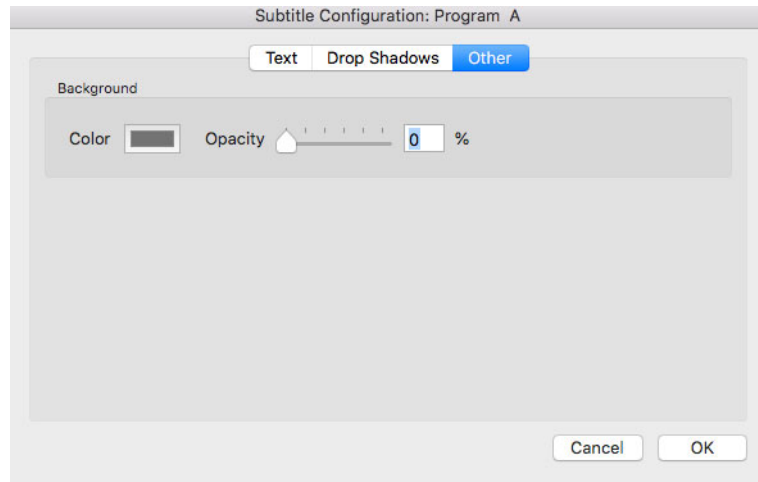 Subtitle Configuration: Program A
Text Drop Shadows Other
Background
Color Opacity 0 %
Cancel OK